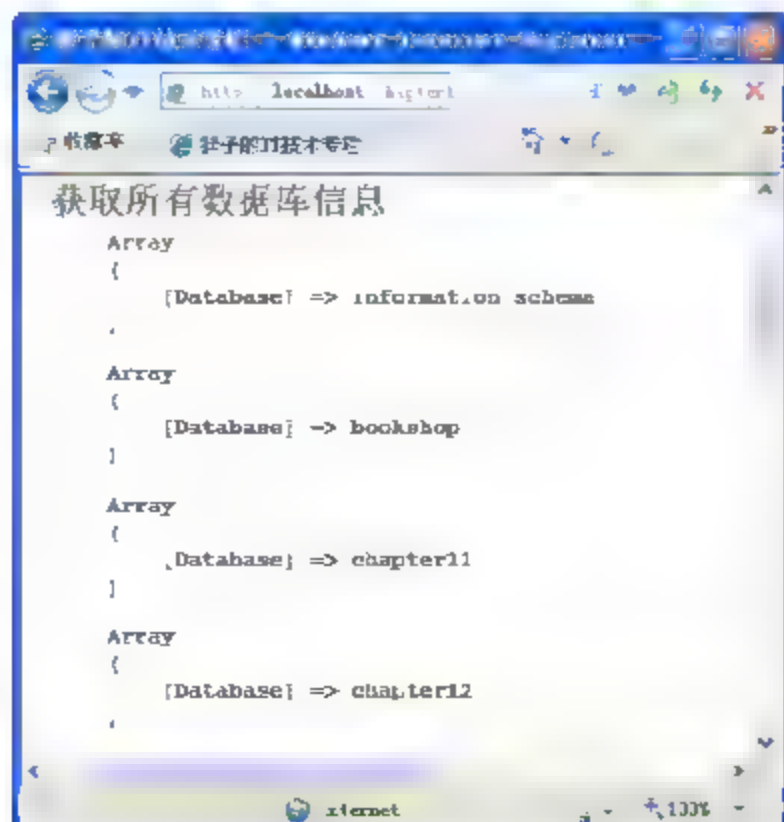 http localhost
收藏夹
获取所有数据库信息
Array
(
[Database] => information_schema
)
Array
(
[Database] => bookshop
)
Array
(
[Database] => chapter11
)
Array
(
[Database] => chapter12
)
100%